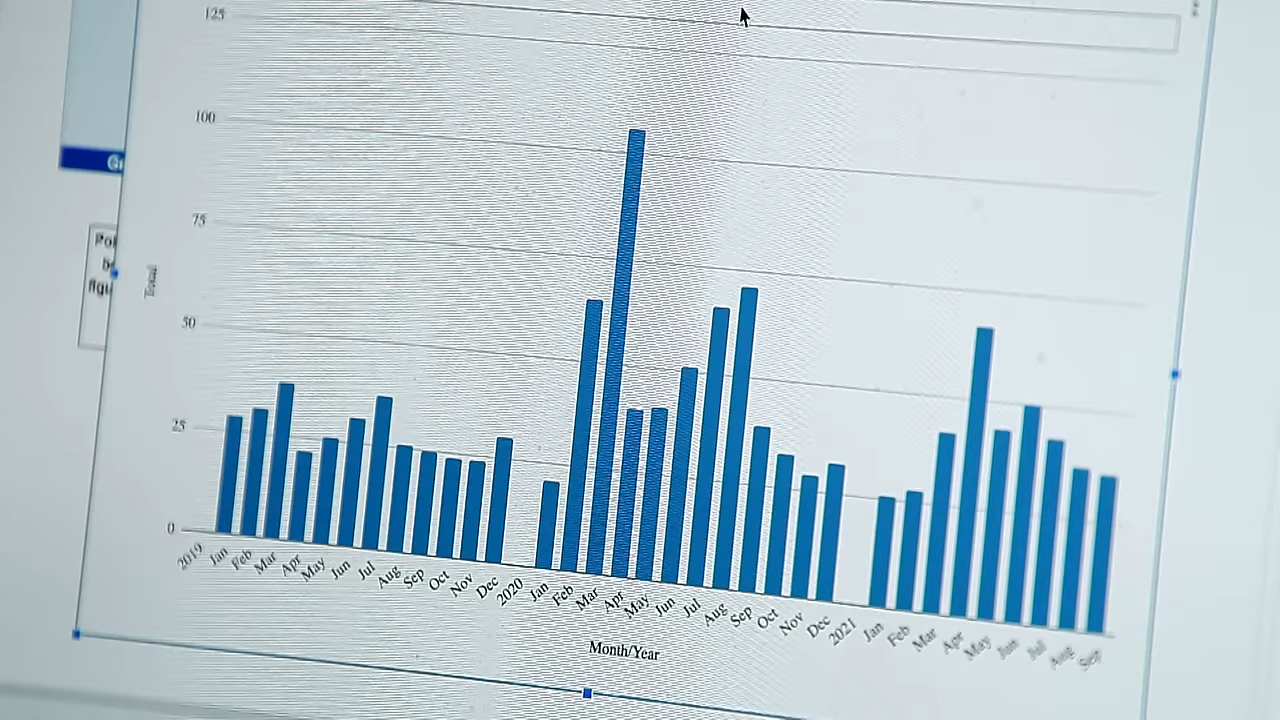 125
100
75
50
25
0
Total
2019 Jan Feb Mar Apr May Jun Jul Aug Sep Oct Nov Dec 2020 Jan Feb Mar Apr May Jun Jul Aug Sep Oct Nov Dec 2021 Jan Feb Mar Apr May Jun Jul Aug Sep
Month/Year